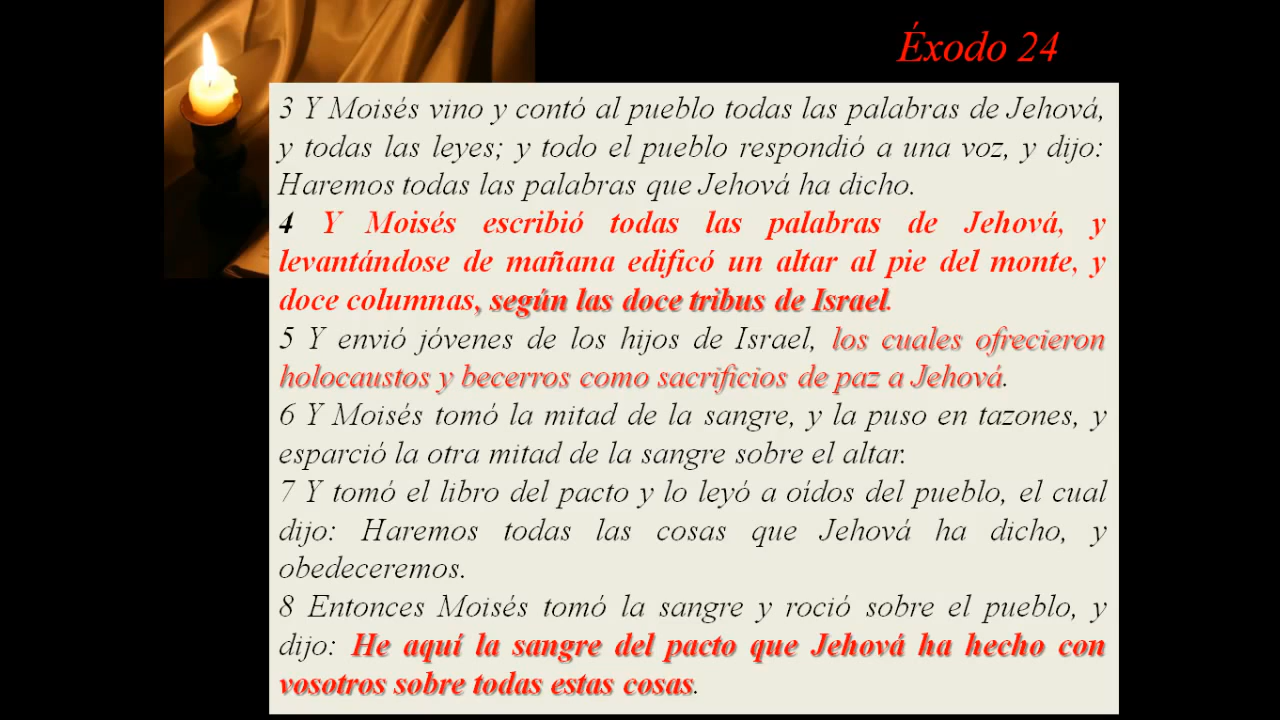 Éxodo 24
3 Y Moisés vino y contó al pueblo todas las palabras de Jehová,
y todas las leyes; y todo el pueblo respondió a una voz, y dijo:
Haremos todas las palabras que Jehová ha dicho.
4 Y Moisés escribió todas las palabras de Jehová, y
levantándose de mañana edificó un altar al pie del monte, y
doce columnas, según las doce tribus de Israel.
5 Y envió jóvenes de los hijos de Israel, los cuales ofrecieron
holocaustos y becerros como sacrificios de paz a Jehová.
6 Y Moisés tomó la mitad de la sangre, y la puso en tazones, y
esparció la otra mitad de la sangre sobre el altar.
7 Y tomó el libro del pacto y lo leyó a oídos del pueblo, el cual
dijo: Haremos todas las cosas que Jehová ha dicho, y
obedeceremos.
8 Entonces Moisés tomó la sangre y roció sobre el pueblo, y
dijo: He aquí la sangre del pacto que Jehová ha hecho con
vosotros sobre todas estas cosas.